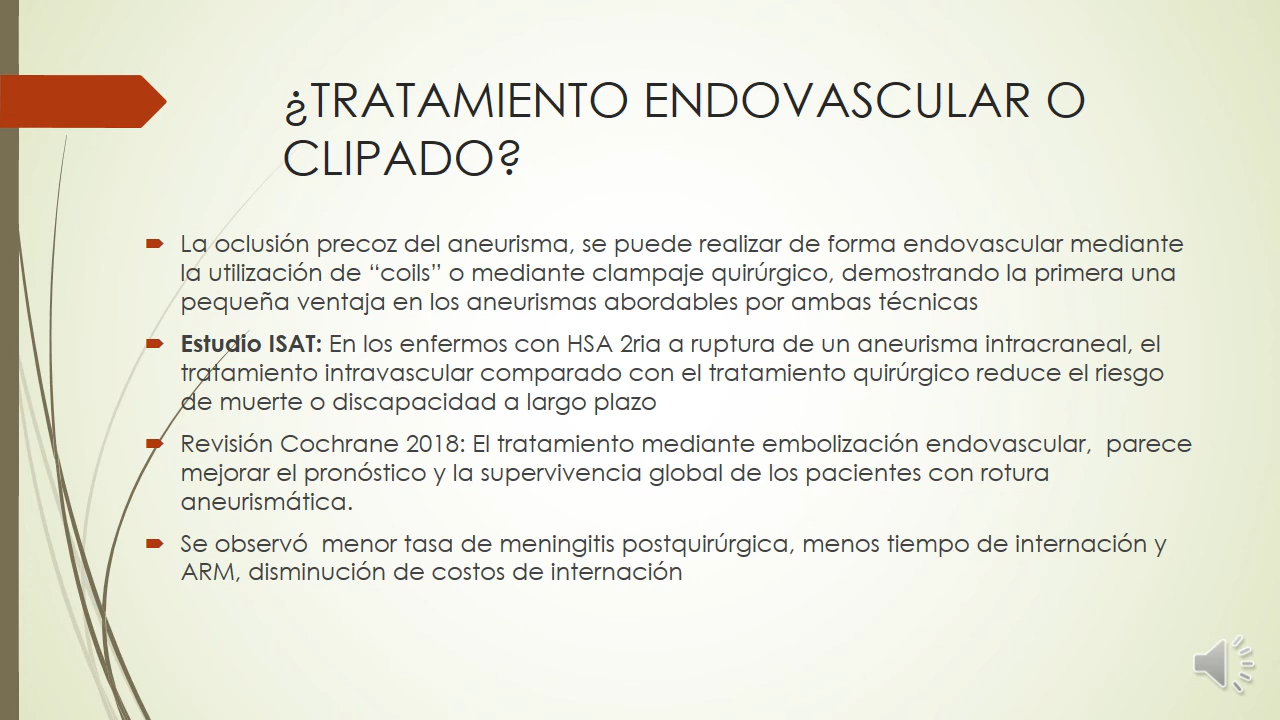 ¿TRATAMIENTO ENDOVASCULAR O
CLIPADO?
La oclusión precoz del aneurisma, se puede realizar de forma endovascular mediante
la utilización de “coils” o mediante clampaje quirúrgico, demostrando la primera una
pequeña ventaja en los aneurismas abordables por ambas técnicas
Estudio ISAT: En los enfermos con HSA 2ria a ruptura de un aneurisma intracraneal, el
tratamiento intravascular comparado con el tratamiento quirúrgico reduce el riesgo
de muerte o discapacidad a largo plazo
Revisión Cochrane 2018: El tratamiento mediante embolización endovascular,  parece
mejorar el pronóstico y la supervivencia global de los pacientes con rotura
aneurismática.
Se observó  menor tasa de meningitis postquirúrgica, menos tiempo de internación y
ARM, disminución de costos de internación